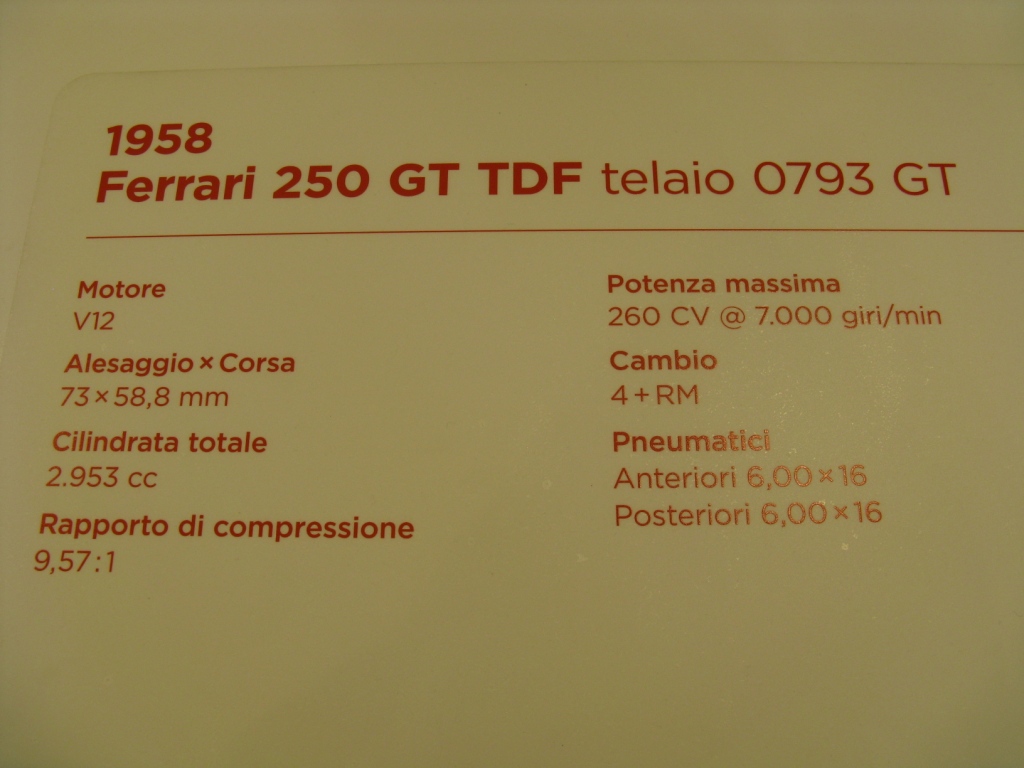 1958
Ferrari 250 GT TDF telaio 0793 GT
Motore
V12
Alesaggio × Corsa
73 × 58,8 mm
Cilindrata totale
2.953 cc
Rapporto di compressione
9,57:1
Potenza massima
260 CV @ 7.000 giri/min
Cambio
4 + RM
Pneumatici
Anteriori 6,00 × 16
Posteriori 6,00 × 16